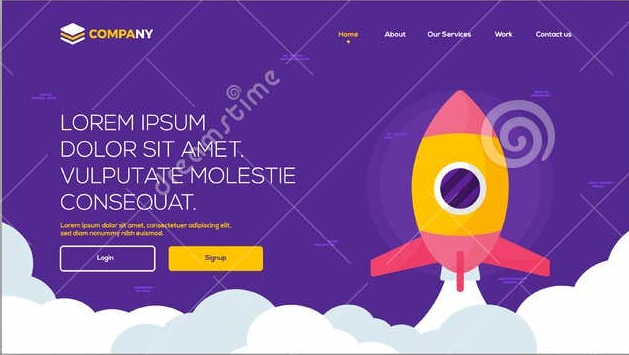 COMPANY
Home About Our Services Work Contact us
LOREM IPSUM
DOLOR SIT AMET.
VULPUTATE MOLESTIE
CONSEQUAT.
Lorem ipsum dolor sit amet, consectetuer adipiscing elit.
sed diam nonummy nibh euismod.
Login Signup
dreamstime